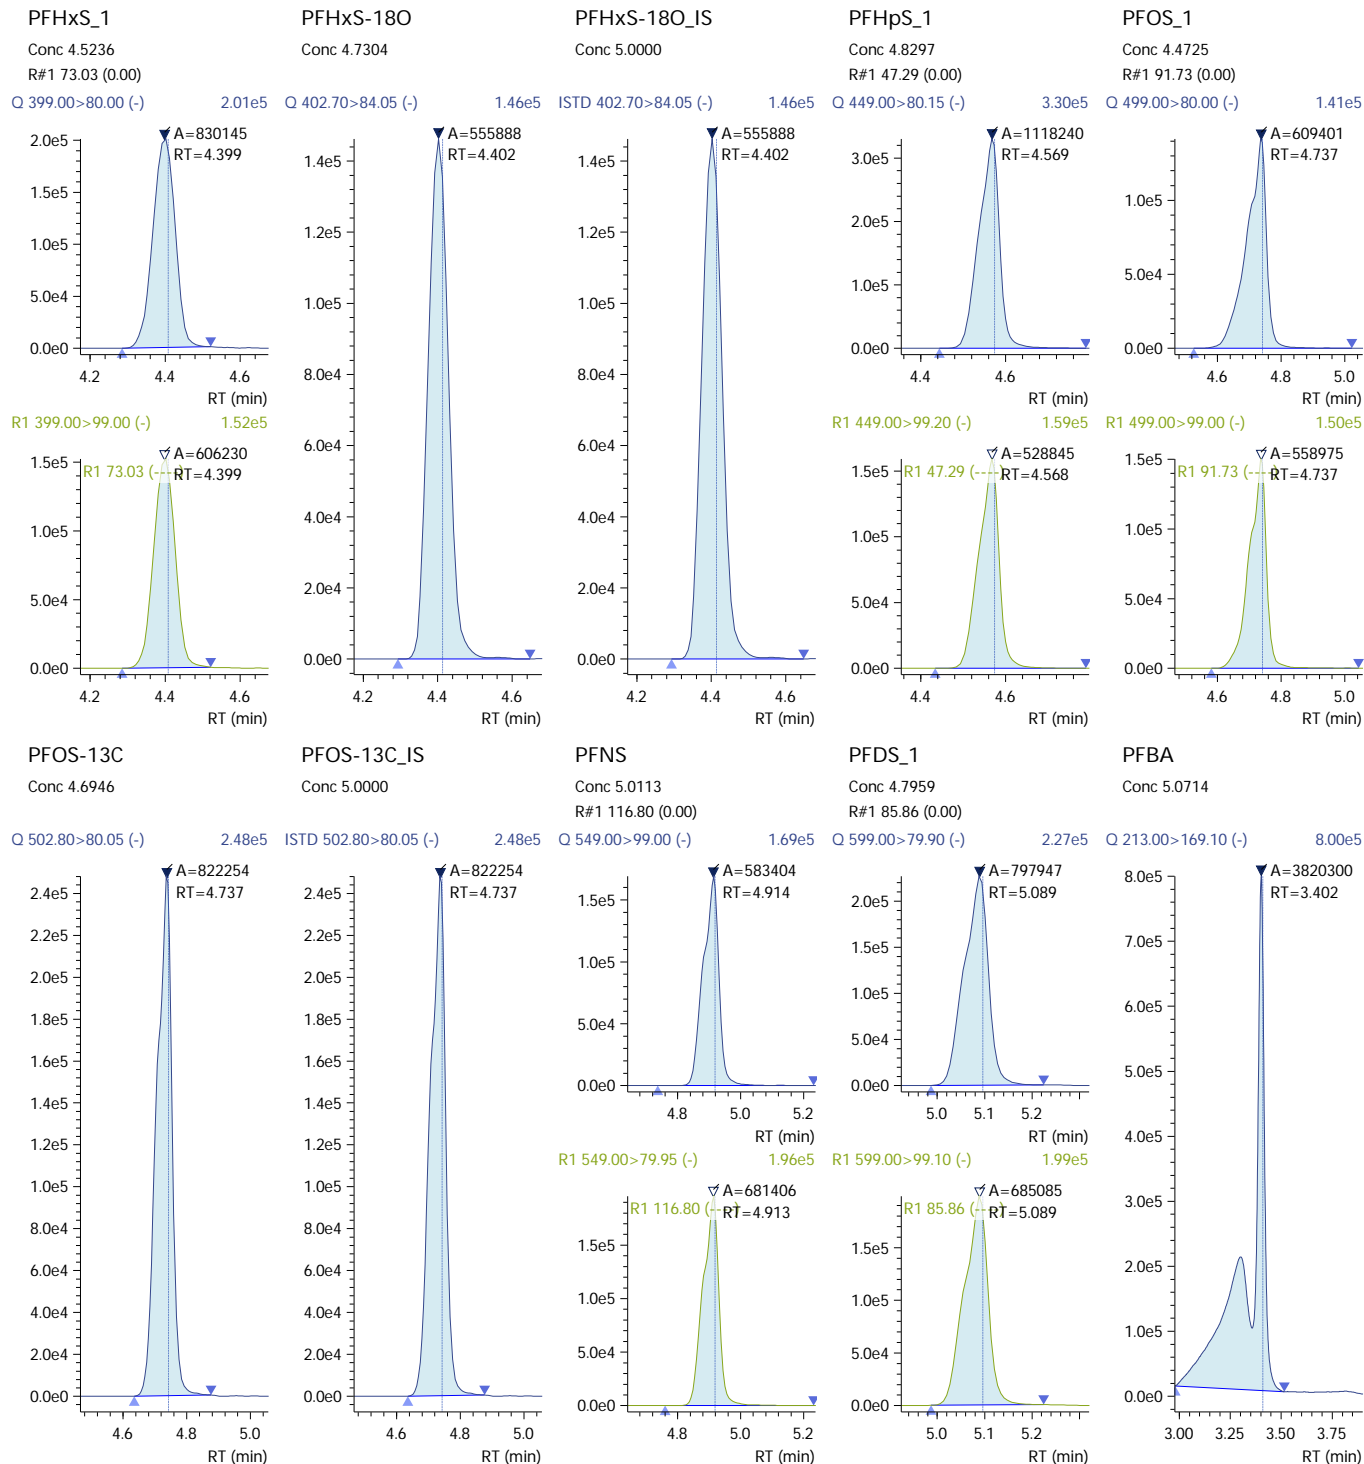 PFHxS_1
Conc 4.5236
R#1 73.03 (0.00)
Q 399.00>80.00 (-) 2.01e5
A=830145
RT=4.399
2.0e5
1.5e5
1.0e5
5.0e4
0.0e0
4.2 4.4 4.6
RT (min)
R1 399.00>99.00 (-) 1.52e5
A=606230
R1 73.03 (----) RT=4.399
1.5e5
1.0e5
5.0e4
0.0e0
4.2 4.4 4.6
RT (min)
PFHxS-18O
Conc 4.7304
Q 402.70>84.05 (-) 1.46e5
A=555888
RT=4.402
1.4e5
1.2e5
1.0e5
8.0e4
6.0e4
4.0e4
2.0e4
0.0e0
4.2 4.4 4.6
RT (min)
PFHxS-18O_IS
Conc 5.0000
ISTD 402.70>84.05 (-) 1.46e5
A=555888
RT=4.402
1.4e5
1.2e5
1.0e5
8.0e4
6.0e4
4.0e4
2.0e4
0.0e0
4.2 4.4 4.6
RT (min)
PFHpS_1
Conc 4.8297
R#1 47.29 (0.00)
Q 449.00>80.15 (-) 3.30e5
A=1118240
RT=4.569
3.0e5
2.0e5
1.0e5
0.0e0
4.4 4.6
RT (min)
R1 449.00>99.20 (-) 1.59e5
A=528845
R1 47.29 (----) RT=4.568
1.5e5
1.0e5
5.0e4
0.0e0
4.4 4.6
RT (min)
PFOS_1
Conc 4.4725
R#1 91.73 (0.00)
Q 499.00>80.00 (-) 1.41e5
A=609401
RT=4.737
1.0e5
5.0e4
0.0e0
4.6 4.8 5.0
RT (min)
R1 499.00>99.00 (-) 1.50e5
A=558975
R1 91.73 (----) RT=4.737
1.5e5
1.0e5
5.0e4
0.0e0
4.6 4.8 5.0
RT (min)
PFOS-13C
Conc 4.6946
Q 502.80>80.05 (-) 2.48e5
A=822254
RT=4.737
2.4e5
2.2e5
2.0e5
1.8e5
1.6e5
1.4e5
1.2e5
1.0e5
8.0e4
6.0e4
4.0e4
2.0e4
0.0e0
4.6 4.8 5.0
RT (min)
PFOS-13C_IS
Conc 5.0000
ISTD 502.80>80.05 (-) 2.48e5
A=822254
RT=4.737
2.4e5
2.2e5
2.0e5
1.8e5
1.6e5
1.4e5
1.2e5
1.0e5
8.0e4
6.0e4
4.0e4
2.0e4
0.0e0
4.6 4.8 5.0
RT (min)
PFNS
Conc 5.0113
R#1 116.80 (0.00)
Q 549.00>99.00 (-) 1.69e5
A=583404
RT=4.914
1.5e5
1.0e5
5.0e4
0.0e0
4.8 5.0 5.2
RT (min)
R1 549.00>79.95 (-) 1.96e5
A=681406
R1 116.80 (----) RT=4.913
1.5e5
1.0e5
5.0e4
0.0e0
4.8 5.0 5.2
RT (min)
PFDS_1
Conc 4.7959
R#1 85.86 (0.00)
Q 599.00>79.90 (-) 2.27e5
A=797947
RT=5.089
2.0e5
1.5e5
1.0e5
5.0e4
0.0e0
5.0 5.1 5.2
RT (min)
R1 599.00>99.10 (-) 1.99e5
A=685085
R1 85.86 (----) RT=5.089
1.5e5
1.0e5
5.0e4
0.0e0
5.0 5.1 5.2
RT (min)
PFBA
Conc 5.0714
Q 213.00>169.10 (-) 8.00e5
A=3820300
RT=3.402
8.0e5
7.0e5
6.0e5
5.0e5
4.0e5
3.0e5
2.0e5
1.0e5
0.0e0
3.00 3.25 3.50 3.75
RT (min)